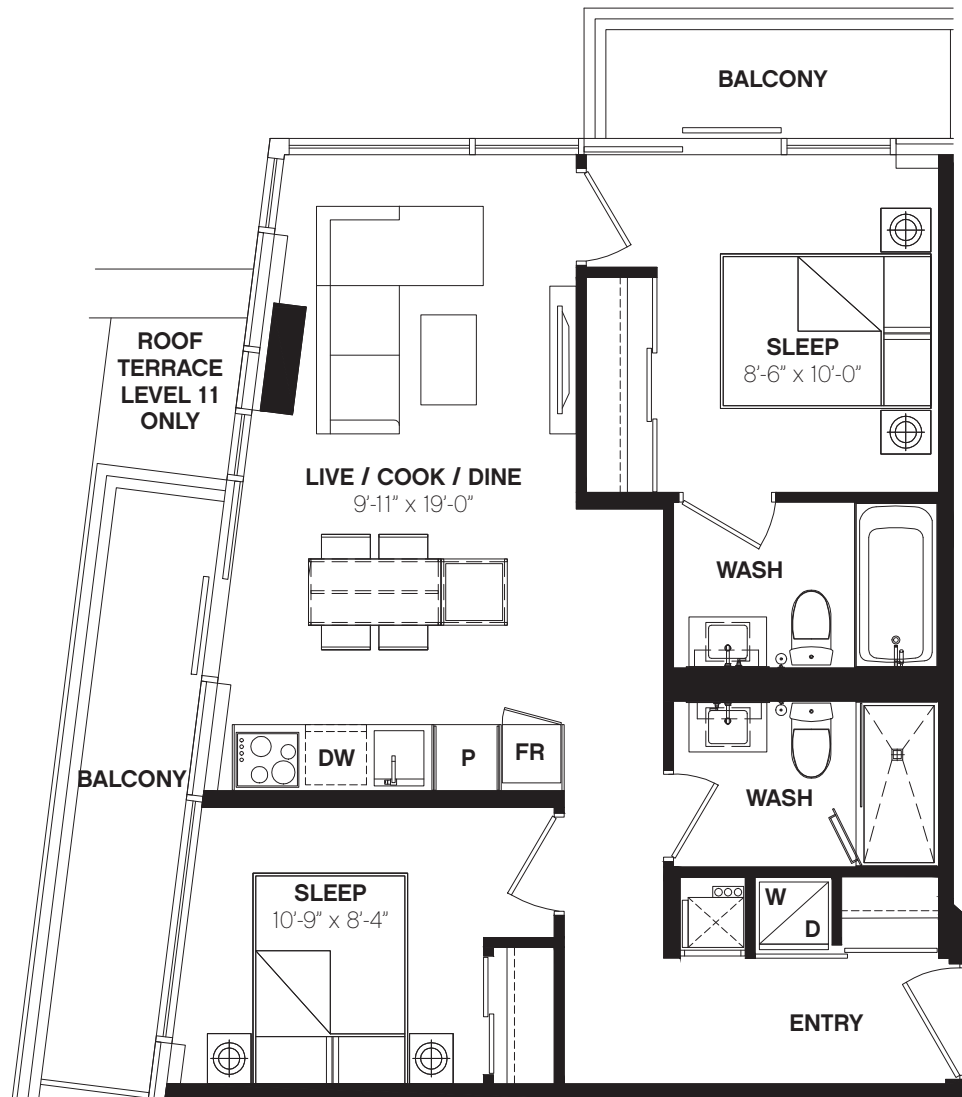 BALCONY
ROOF
TERRACE
LEVEL 11
ONLY
SLEEP
8'-6" x 10'-0"
LIVE / COOK / DINE
9'-11" x 19'-0"
WASH
DW
P
FR
BALCONY
WASH
SLEEP
10'-9" x 8'-4"
W
D
ENTRY